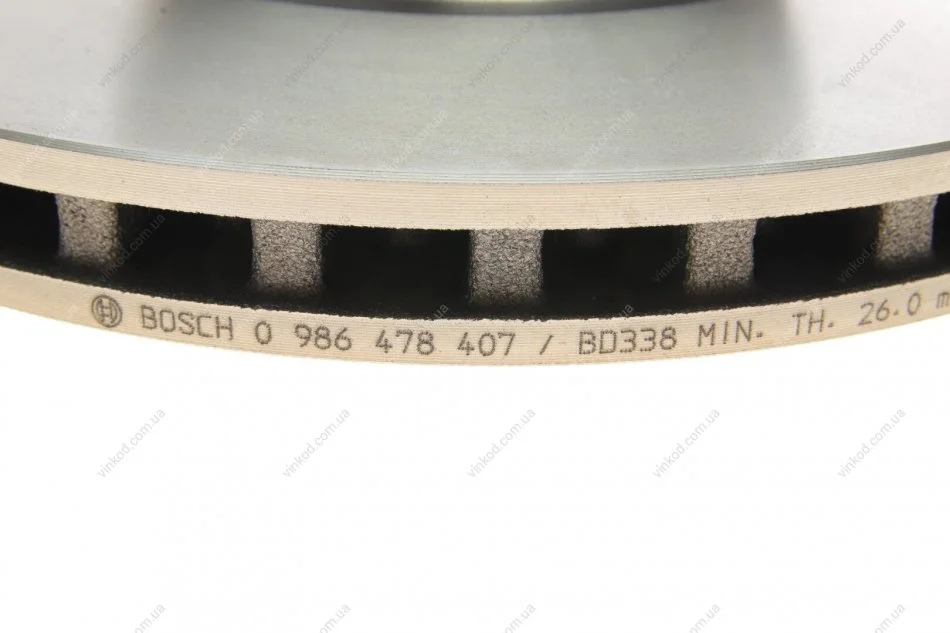 BOSCH 0 986 478 407 / BD338 MIN. TH. 26.0 m
vinkod.com.ua